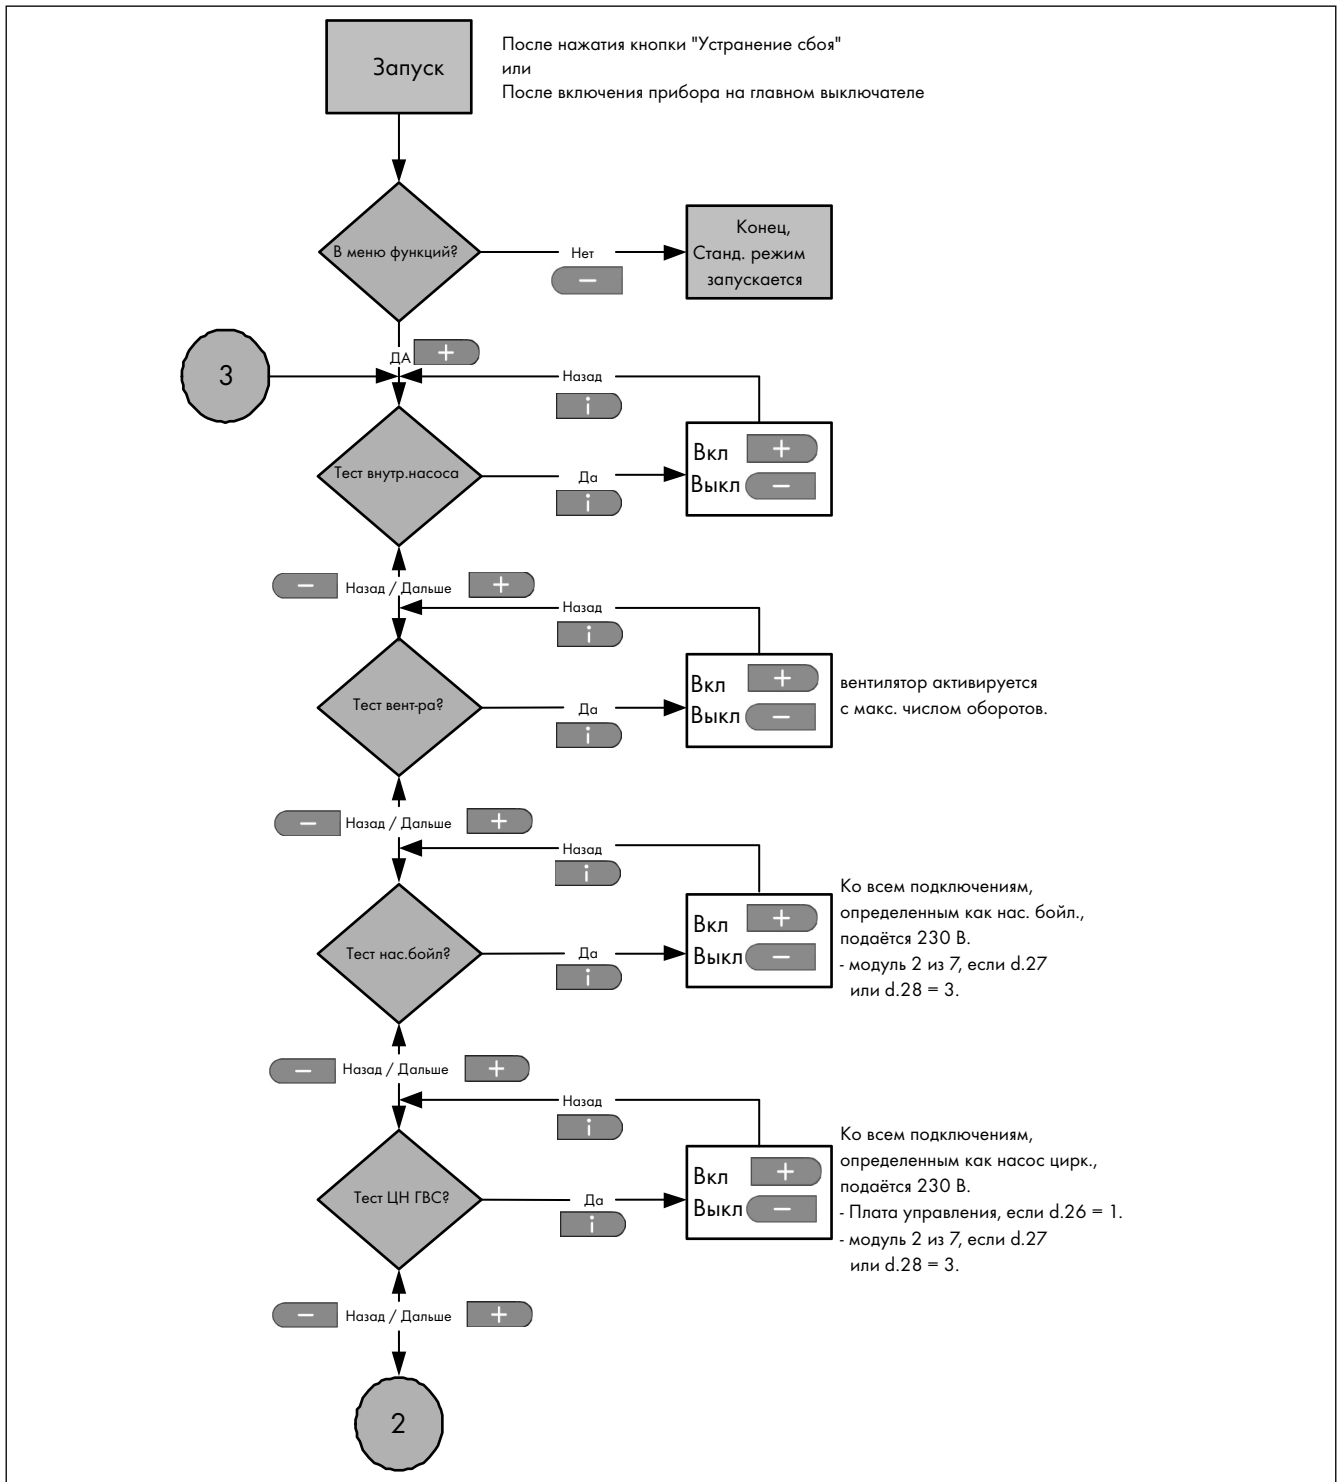 Запуск
После нажатия кнопки "Устранение сбоя"
или
После включения прибора на главном выключателе
В меню функций?
Нет
−
Конец,
Станд. режим
запускается
ДА +
3
Назад
i
Тест внутр.насоса
Да
i
Вкл +
Выкл −
− Назад / Дальше +
Назад
i
Тест вент-ра?
Да
i
Вкл +
Выкл −
вентилятор активируется
с макс. числом оборотов.
− Назад / Дальше +
Назад
i
Тест нас.бойл?
Да
i
Вкл +
Выкл −
Ко всем подключениям,
определенным как нас. бойл.,
подаётся 230 В.
- модуль 2 из 7, если d.27
или d.28 = 3.
− Назад / Дальше +
Назад
i
Тест ЦН ГВС?
Да
i
Вкл +
Выкл −
Ко всем подключениям,
определенным как насос цирк.,
подаётся 230 В.
- Плата управления, если d.26 = 1.
- модуль 2 из 7, если d.27
или d.28 = 3.
− Назад / Дальше +
2